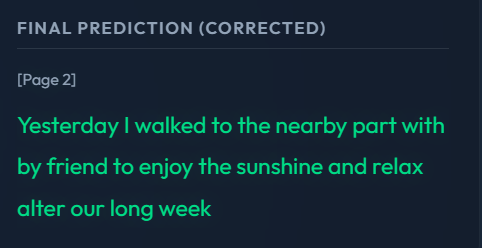 FINAL PREDICTION (CORRECTED)
[Page 2]
Yesterday I walked to the nearby part with
by friend to enjoy the sunshine and relax
alter our long week